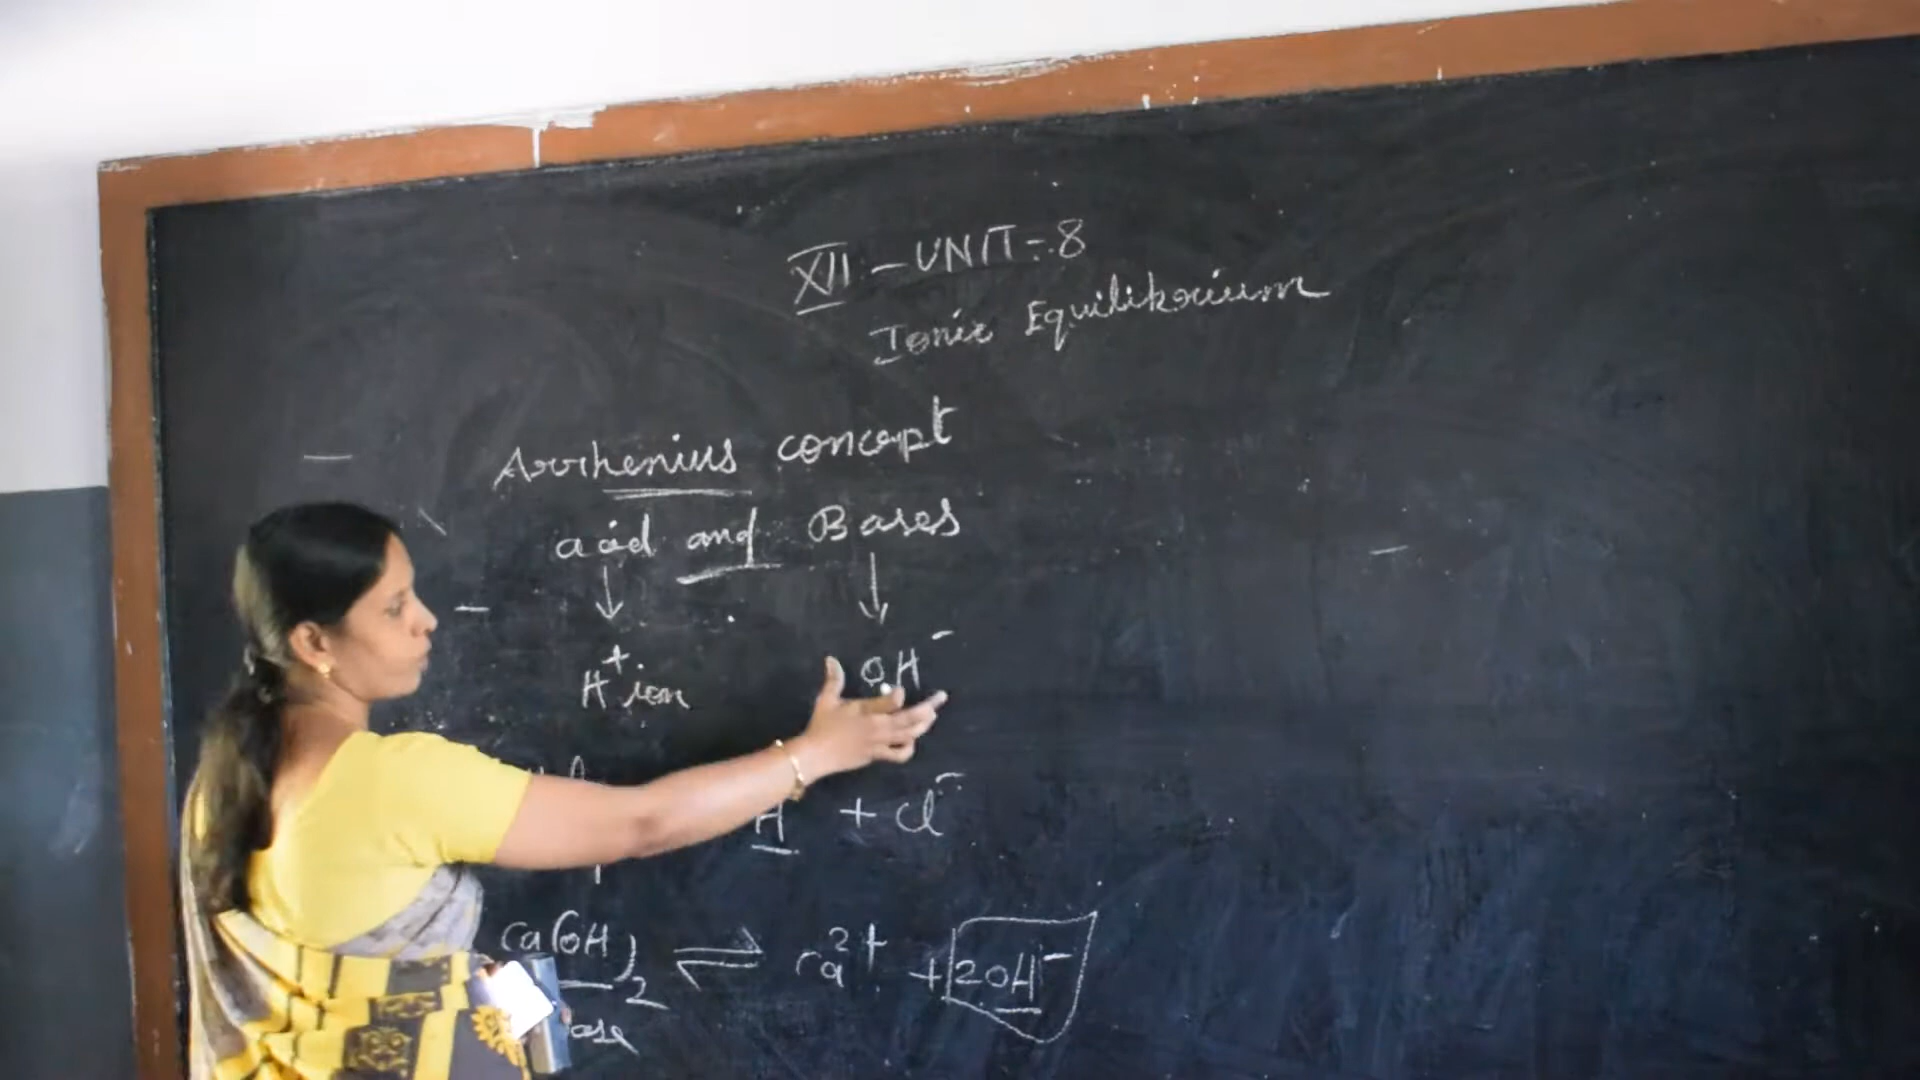 XII - UNIT - 8
Ionic Equilibrium
Arrhenius concept
acid and Bases
↓ ↓
H⁺ ion OH⁻
H + Cl⁻
Ca(OH)₂ ⇌ Ca²⁺ + 2OH⁻